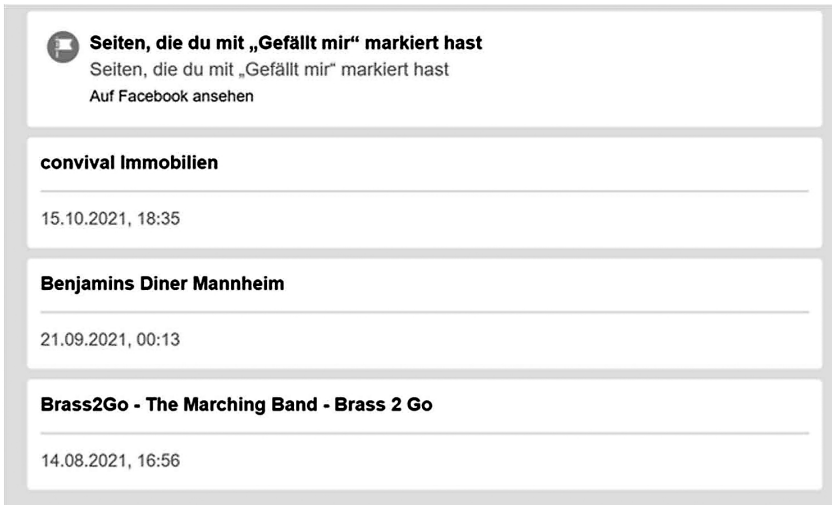 Seiten, die du mit „Gefällt mir“ markiert hast
Seiten, die du mit „Gefällt mir“ markiert hast
Auf Facebook ansehen
convival Immobilien
15.10.2021, 18:35
Benjamins Diner Mannheim
21.09.2021, 00:13
Brass2Go - The Marching Band - Brass 2 Go
14.08.2021, 16:56